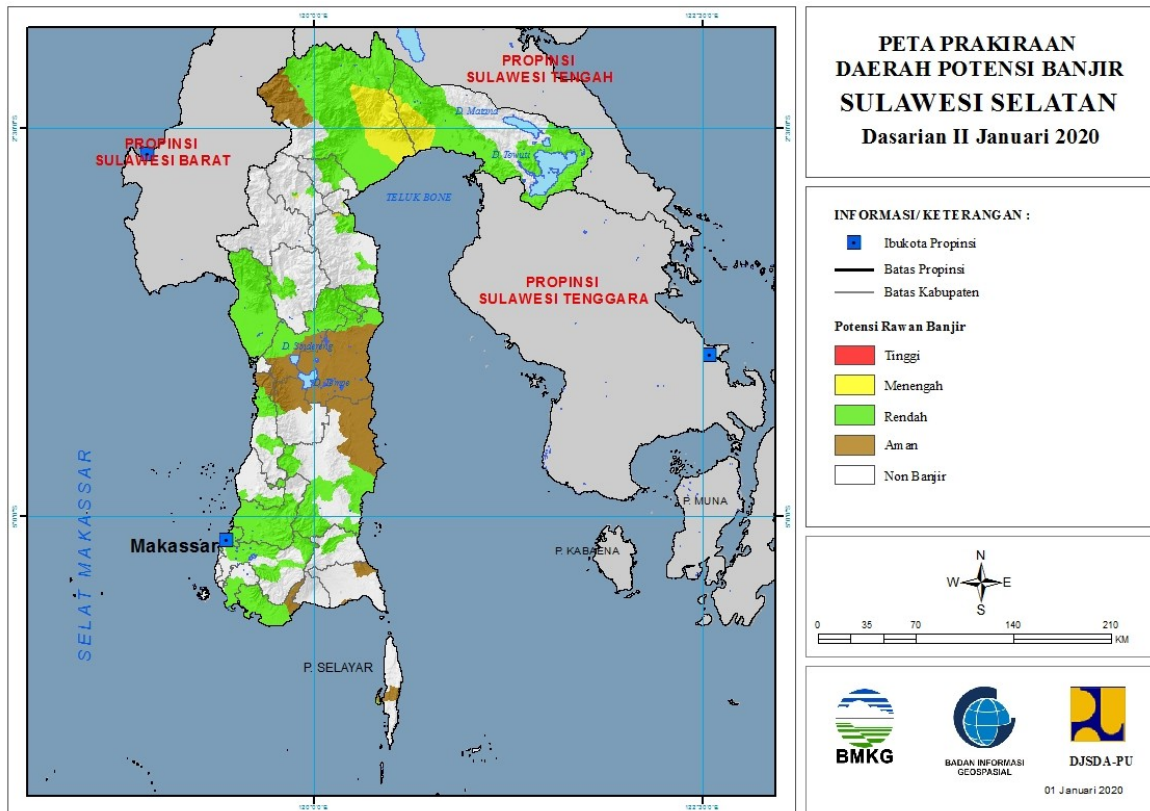 PROPINSI
SULAWESI TENGAH
D. Matana
PROPINSI
SULAWESI BARAT
D. Towuti
TELUK BONE
PROPINSI
SULAWESI TENGGARA
SELAT MAKASSAR
Makassar
P. MUNA
P. KABAENA
P. SELAYAR
PETA PRAKIRAAN
DAERAH POTENSI BANJIR
SULAWESI SELATAN
Dasarian II Januari 2020
INFORMASI/ KETERANGAN :
Ibukota Propinsi
Batas Propinsi
Batas Kabupaten
Potensi Rawan Banjir
Tinggi
Menengah
Rendah
Aman
Non Banjir
N
W E
S
0 35 70 140 210
KM
BMKG
BADAN INFORMASI
GEOSPASIAL
DJSDA-PU
01 Januari 2020